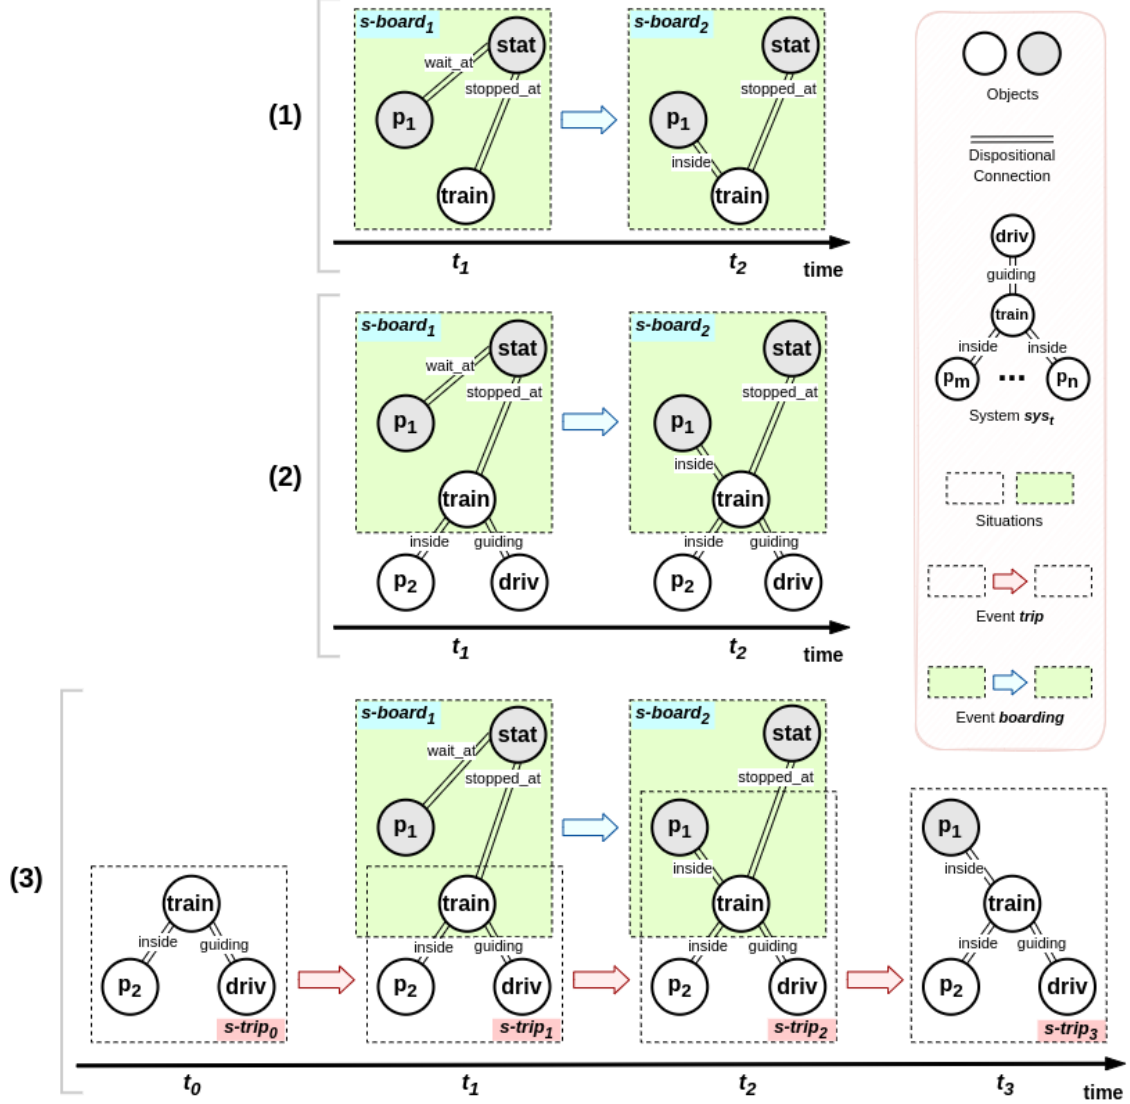 (1)
s-board1
stat
wait_at
stopped_at
p1
train
s-board2
stat
stopped_at
p1
inside
train
t1
t2
time
(2)
s-board1
stat
wait_at
stopped_at
p1
train
inside
guiding
p2
driv
s-board2
stat
stopped_at
p1
inside
train
inside
guiding
p2
driv
t1
t2
time
(3)
train
inside
guiding
p2
driv
s-trip0
s-board1
stat
wait_at
stopped_at
p1
train
inside
guiding
p2
driv
s-trip1
s-board2
stat
stopped_at
p1
inside
train
inside
guiding
p2
driv
s-trip2
p1
inside
train
inside
guiding
p2
driv
s-trip3
t0
t1
t2
t3
time
Objects
Dispositional
Connection
driv
guiding
train
inside
inside
pm
...
pn
System syst
Situations
Event trip
Event boarding